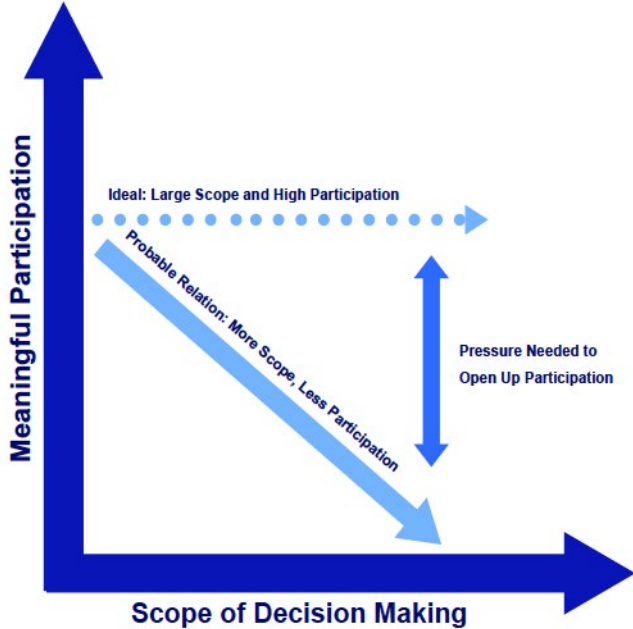 Meaningful Participation
Ideal: Large Scope and High Participation
Probable Relation: More Scope, Less Participation
Pressure Needed to
Open Up Participation
Scope of Decision Making